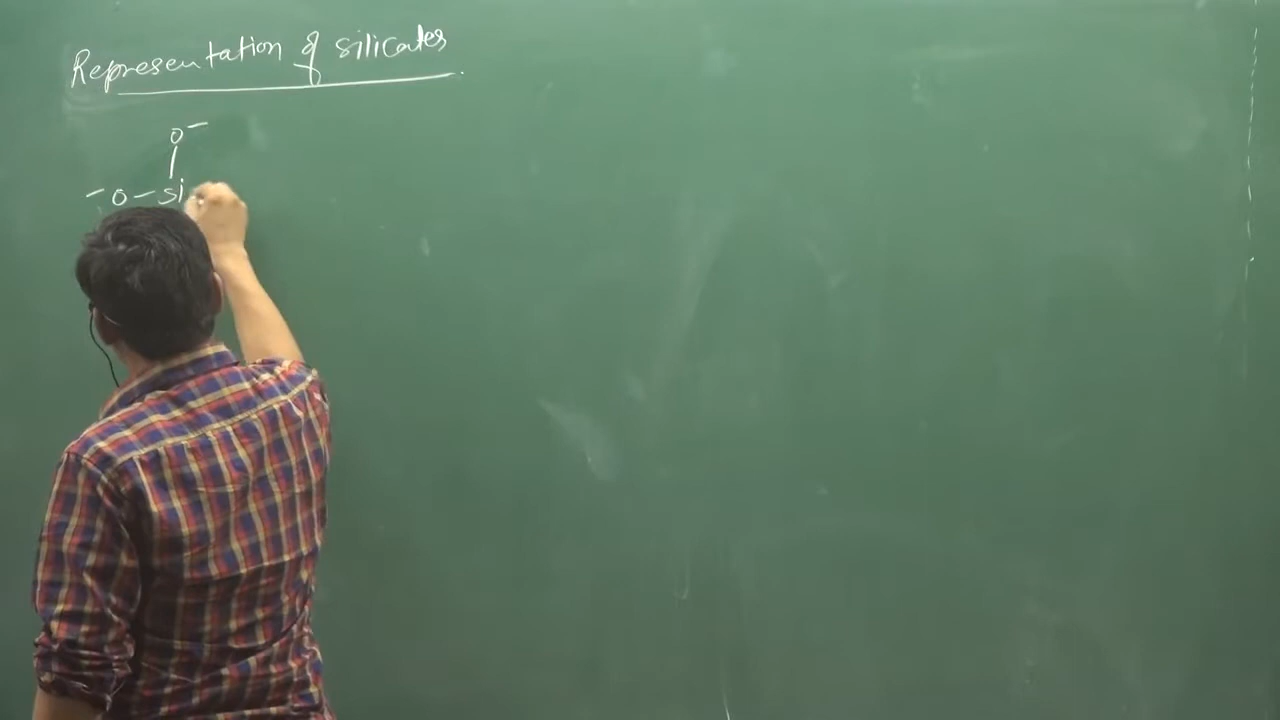 Representation of silicates
O⁻
⁻O-Si